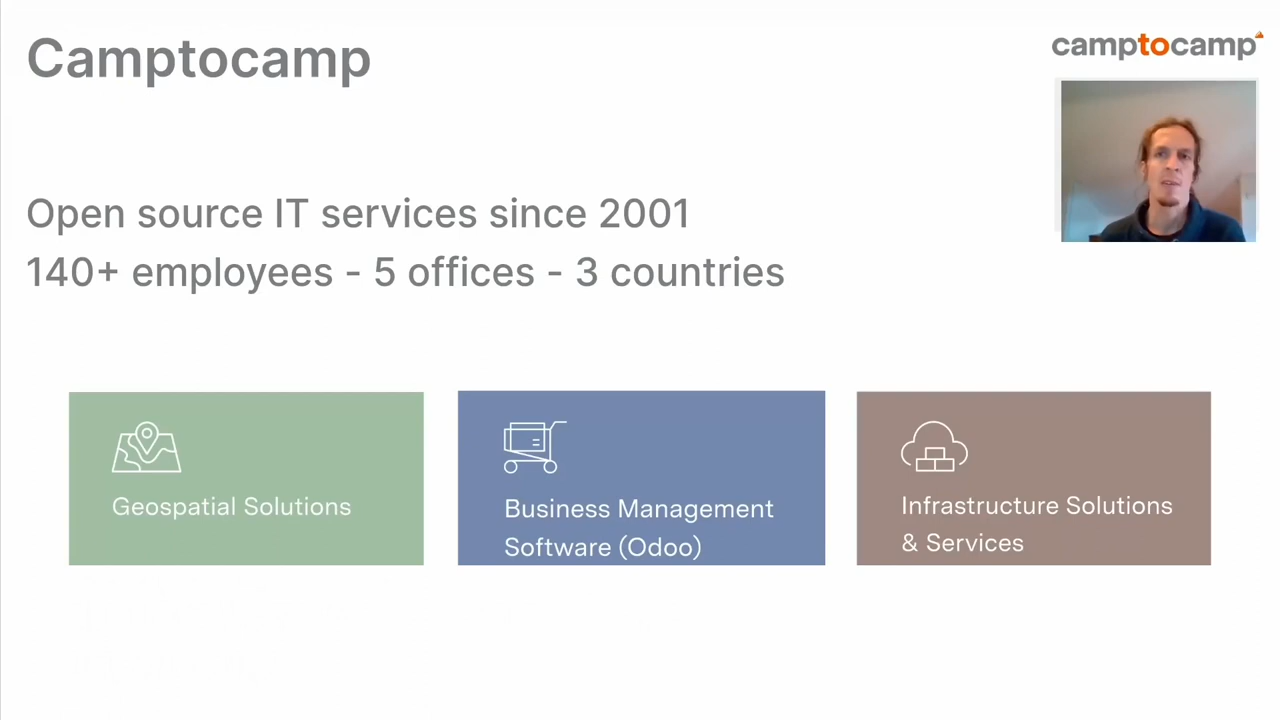 Camptocamp
camptocamp
Open source IT services since 2001
140+ employees - 5 offices - 3 countries
Geospatial Solutions
Business Management
Software (Odoo)
Infrastructure Solutions
& Services